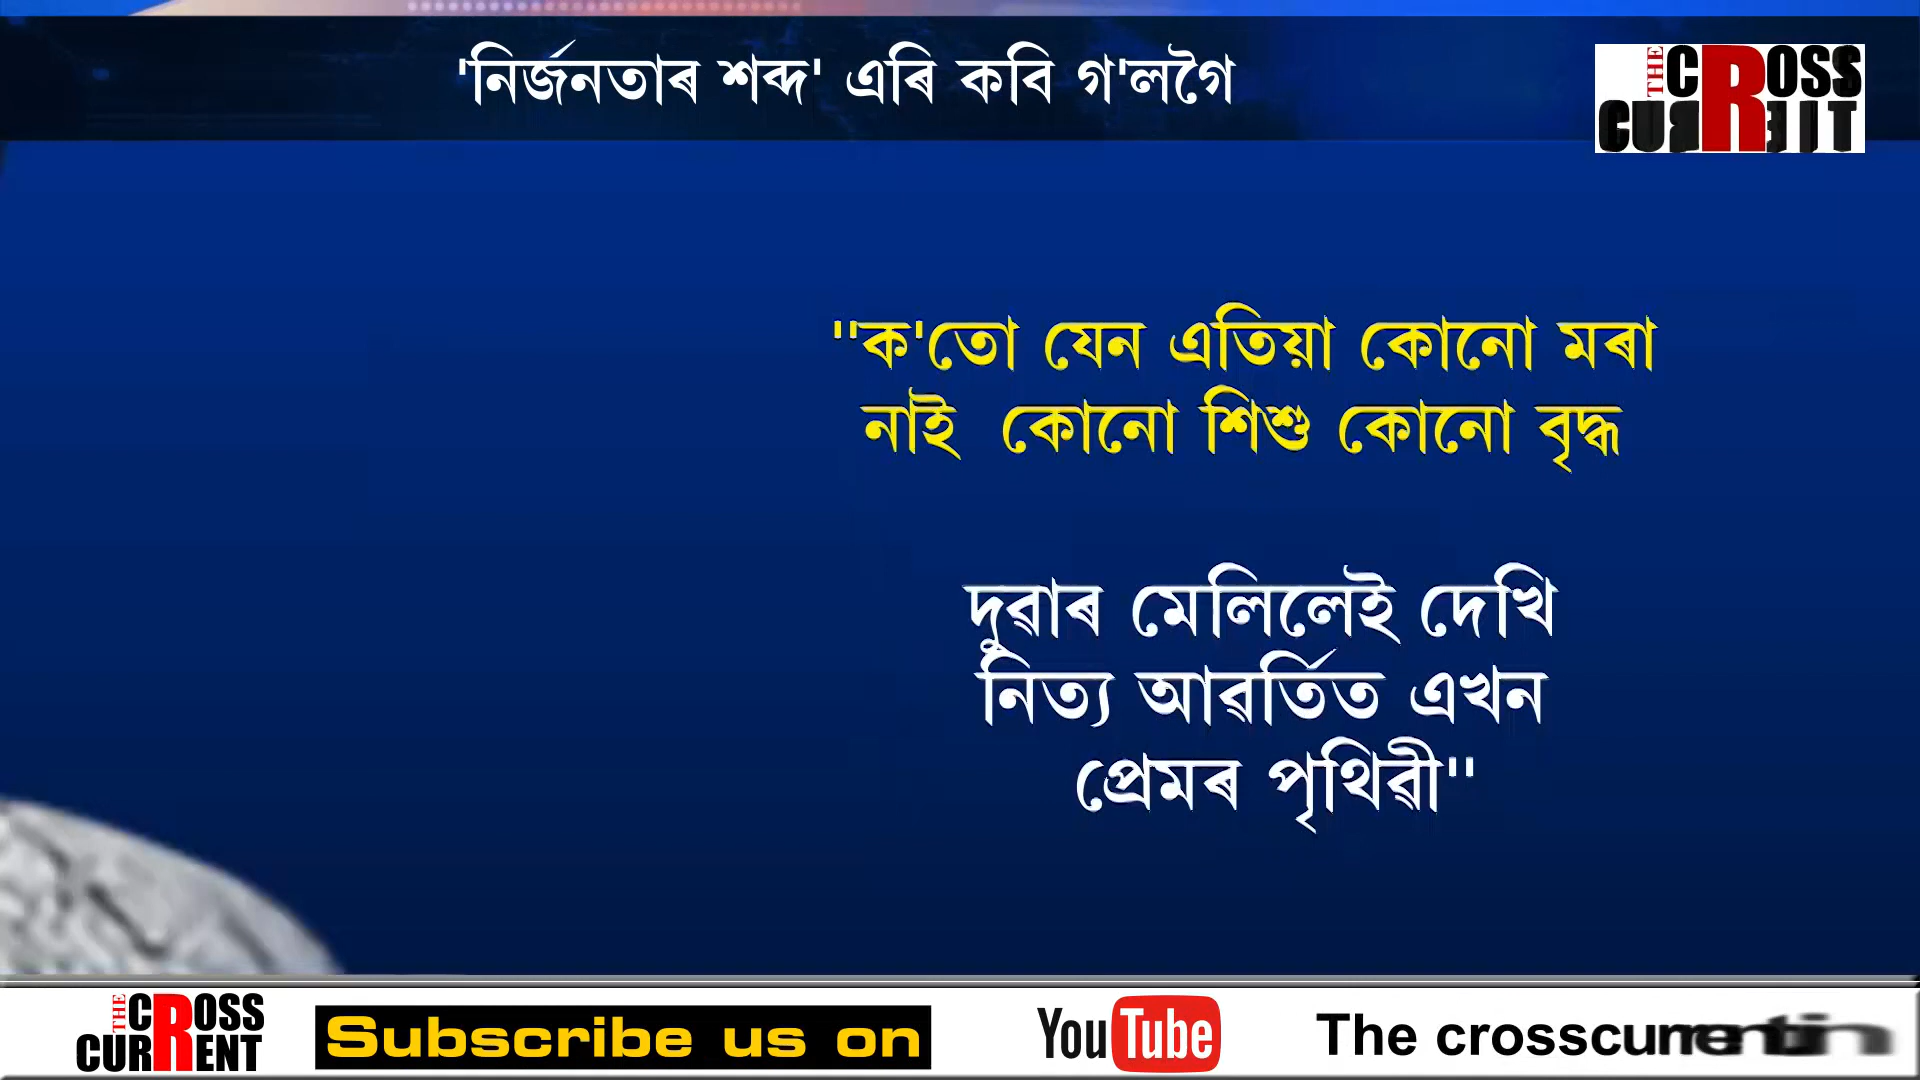 'নিৰ্জনতাৰ শব্দ' এৰি কবি গ'লগৈ
THE CROSS
CURRENT
"ক'তো যেন এতিয়া কোনো মৰা
নাই কোনো শিশু কোনো বৃদ্ধ
দুৱাৰ মেলিলেই দেখি
নিত্য আৱৰ্তিত এখন
প্ৰেমৰ পৃথিৱী"
THE CROSS
CURRENT
Subscribe us on
YouTube
The